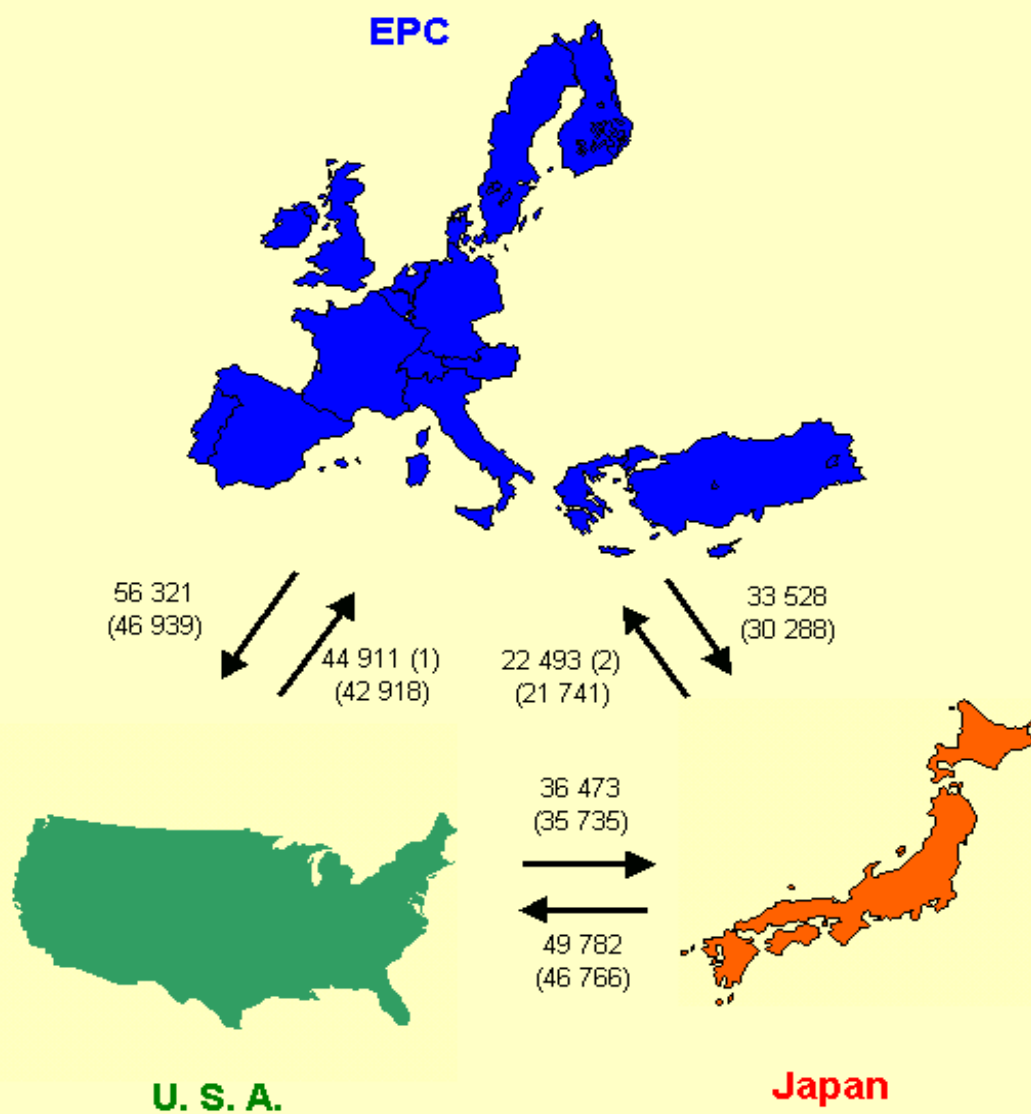 EPC
56 321
(46 939)
44 911 (1)
(42 918)
22 493 (2)
(21 741)
33 528
(30 288)
36 473
(35 735)
49 782
(46 766)
U. S. A.
Japan